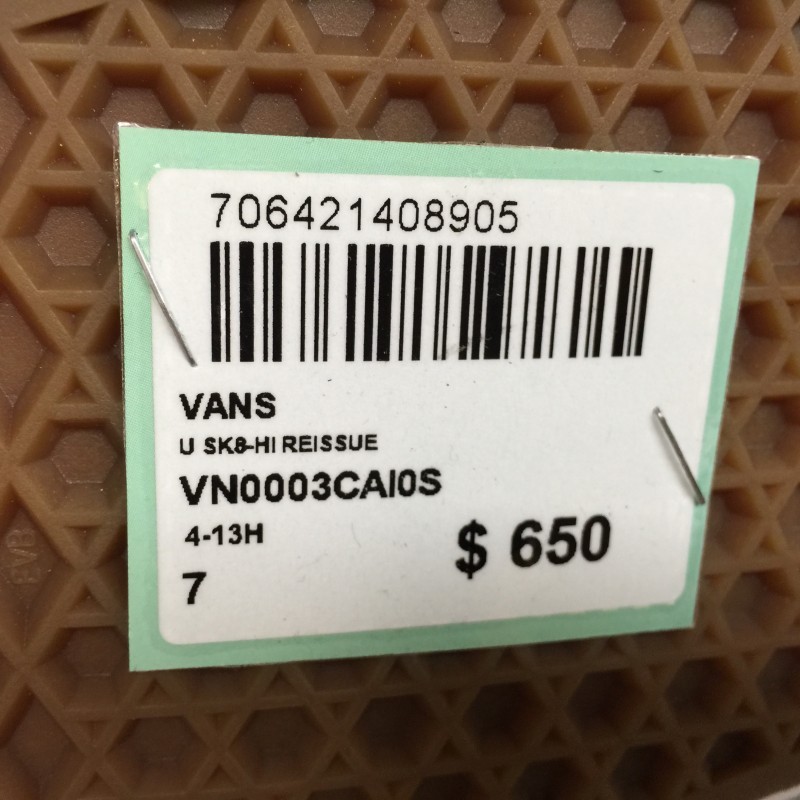 706421408905
VANS
U SK8-HI REISSUE
VN0003CAI0S
4-13H
$ 650
7